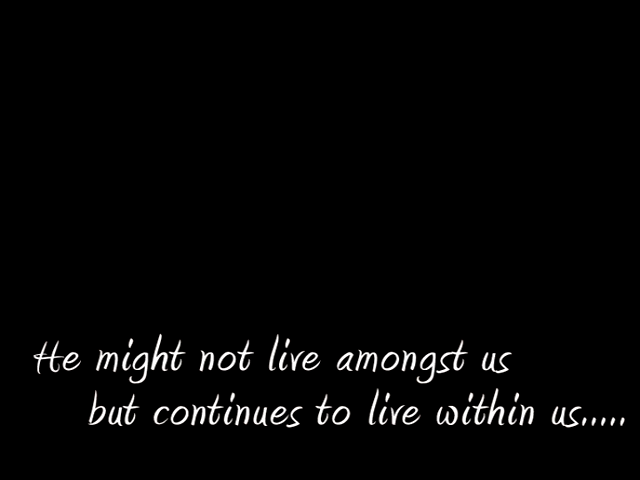 He might not live amongst us
but continues to live within us.....